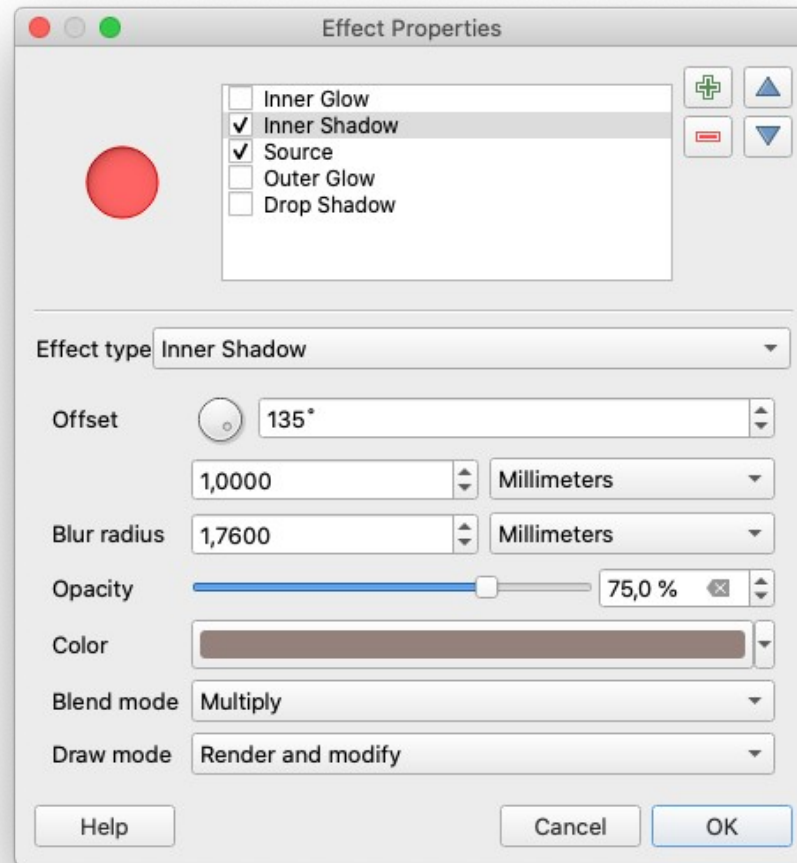 Effect Properties
Inner Glow
Inner Shadow
Source
Outer Glow
Drop Shadow
Effect type Inner Shadow
Offset 135˚
1,0000 Millimeters
Blur radius 1,7600 Millimeters
Opacity 75,0 %
Color
Blend mode Multiply
Draw mode Render and modify
Help Cancel OK